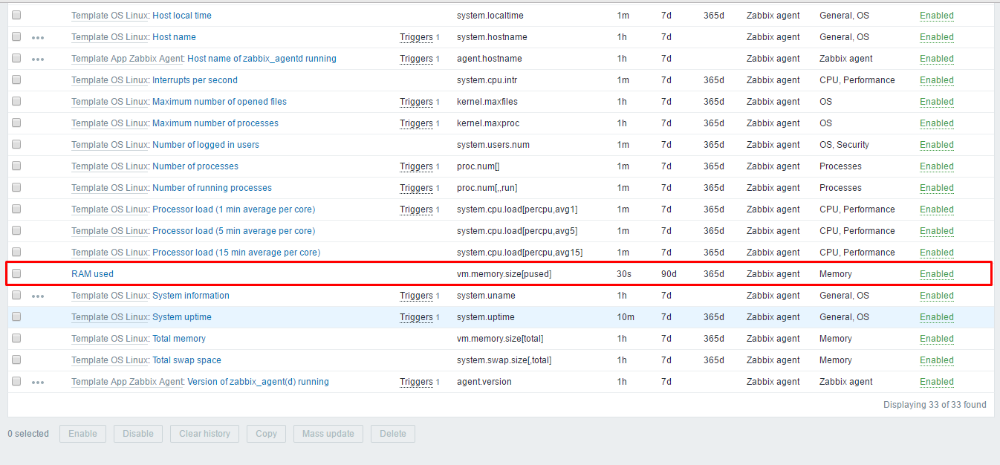 Template OS Linux: Host local time system.localtime 1m 7d 365d Zabbix agent General, OS Enabled
Template OS Linux: Host name Triggers 1 system.hostname 1h 7d Zabbix agent General, OS Enabled
Template App Zabbix Agent: Host name of zabbix_agentd running Triggers 1 agent.hostname 1h 7d Zabbix agent Zabbix agent Enabled
Template OS Linux: Interrupts per second system.cpu.intr 1m 7d 365d Zabbix agent CPU, Performance Enabled
Template OS Linux: Maximum number of opened files Triggers 1 kernel.maxfiles 1h 7d 365d Zabbix agent OS Enabled
Template OS Linux: Maximum number of processes Triggers 1 kernel.maxproc 1h 7d 365d Zabbix agent OS Enabled
Template OS Linux: Number of logged in users system.users.num 1m 7d 365d Zabbix agent OS, Security Enabled
Template OS Linux: Number of processes Triggers 1 proc.num[] 1m 7d 365d Zabbix agent Processes Enabled
Template OS Linux: Number of running processes Triggers 1 proc.num[,,run] 1m 7d 365d Zabbix agent Processes Enabled
Template OS Linux: Processor load (1 min average per core) Triggers 1 system.cpu.load[percpu,avg1] 1m 7d 365d Zabbix agent CPU, Performance Enabled
Template OS Linux: Processor load (5 min average per core) system.cpu.load[percpu,avg5] 1m 7d 365d Zabbix agent CPU, Performance Enabled
Template OS Linux: Processor load (15 min average per core) system.cpu.load[percpu,avg15] 1m 7d 365d Zabbix agent CPU, Performance Enabled
RAM used vm.memory.size[pused] 30s 90d 365d Zabbix agent Memory Enabled
Template OS Linux: System information Triggers 1 system.uname 1h 7d Zabbix agent General, OS Enabled
Template OS Linux: System uptime Triggers 1 system.uptime 10m 7d 365d Zabbix agent General, OS Enabled
Template OS Linux: Total memory vm.memory.size[total] 1h 7d 365d Zabbix agent Memory Enabled
Template OS Linux: Total swap space system.swap.size[,total] 1h 7d 365d Zabbix agent Memory Enabled
Template App Zabbix Agent: Version of zabbix_agent(d) running Triggers 1 agent.version 1h 7d Zabbix agent Zabbix agent Enabled
Displaying 33 of 33 found
0 selected Enable Disable Clear history Copy Mass update Delete